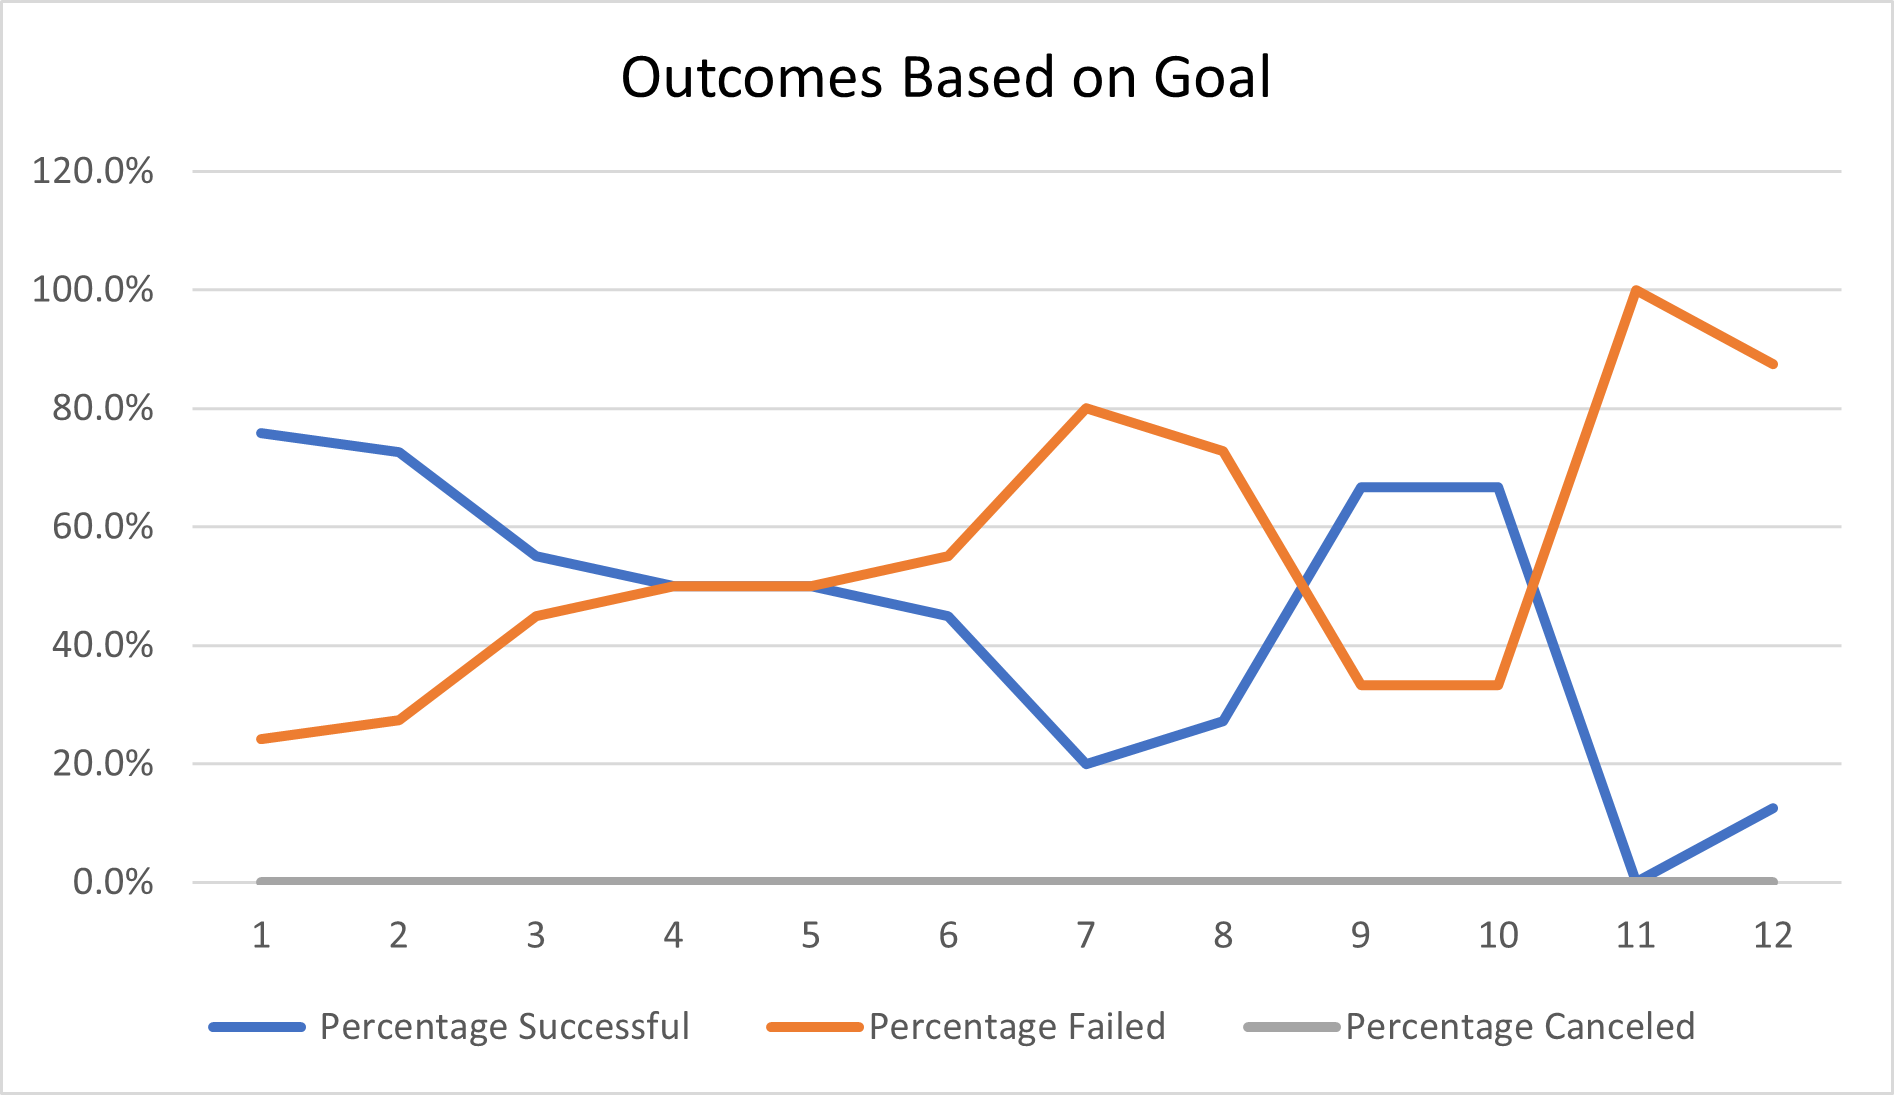 Outcomes Based on Goal
120.0%
100.0%
80.0%
60.0%
40.0%
20.0%
0.0%
1 2 3 4 5 6 7 8 9 10 11 12
Percentage Successful Percentage Failed Percentage Canceled